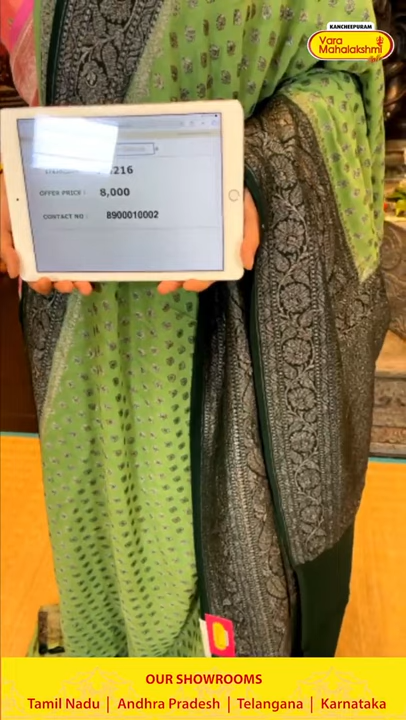 KANCHEEPURAM
Vara
Mahalakshmi
216
OFFER PRICE : 8,000
CONTACT NO : 8900010002
OUR SHOWROOMS
Tamil Nadu | Andhra Pradesh | Telangana | Karnataka